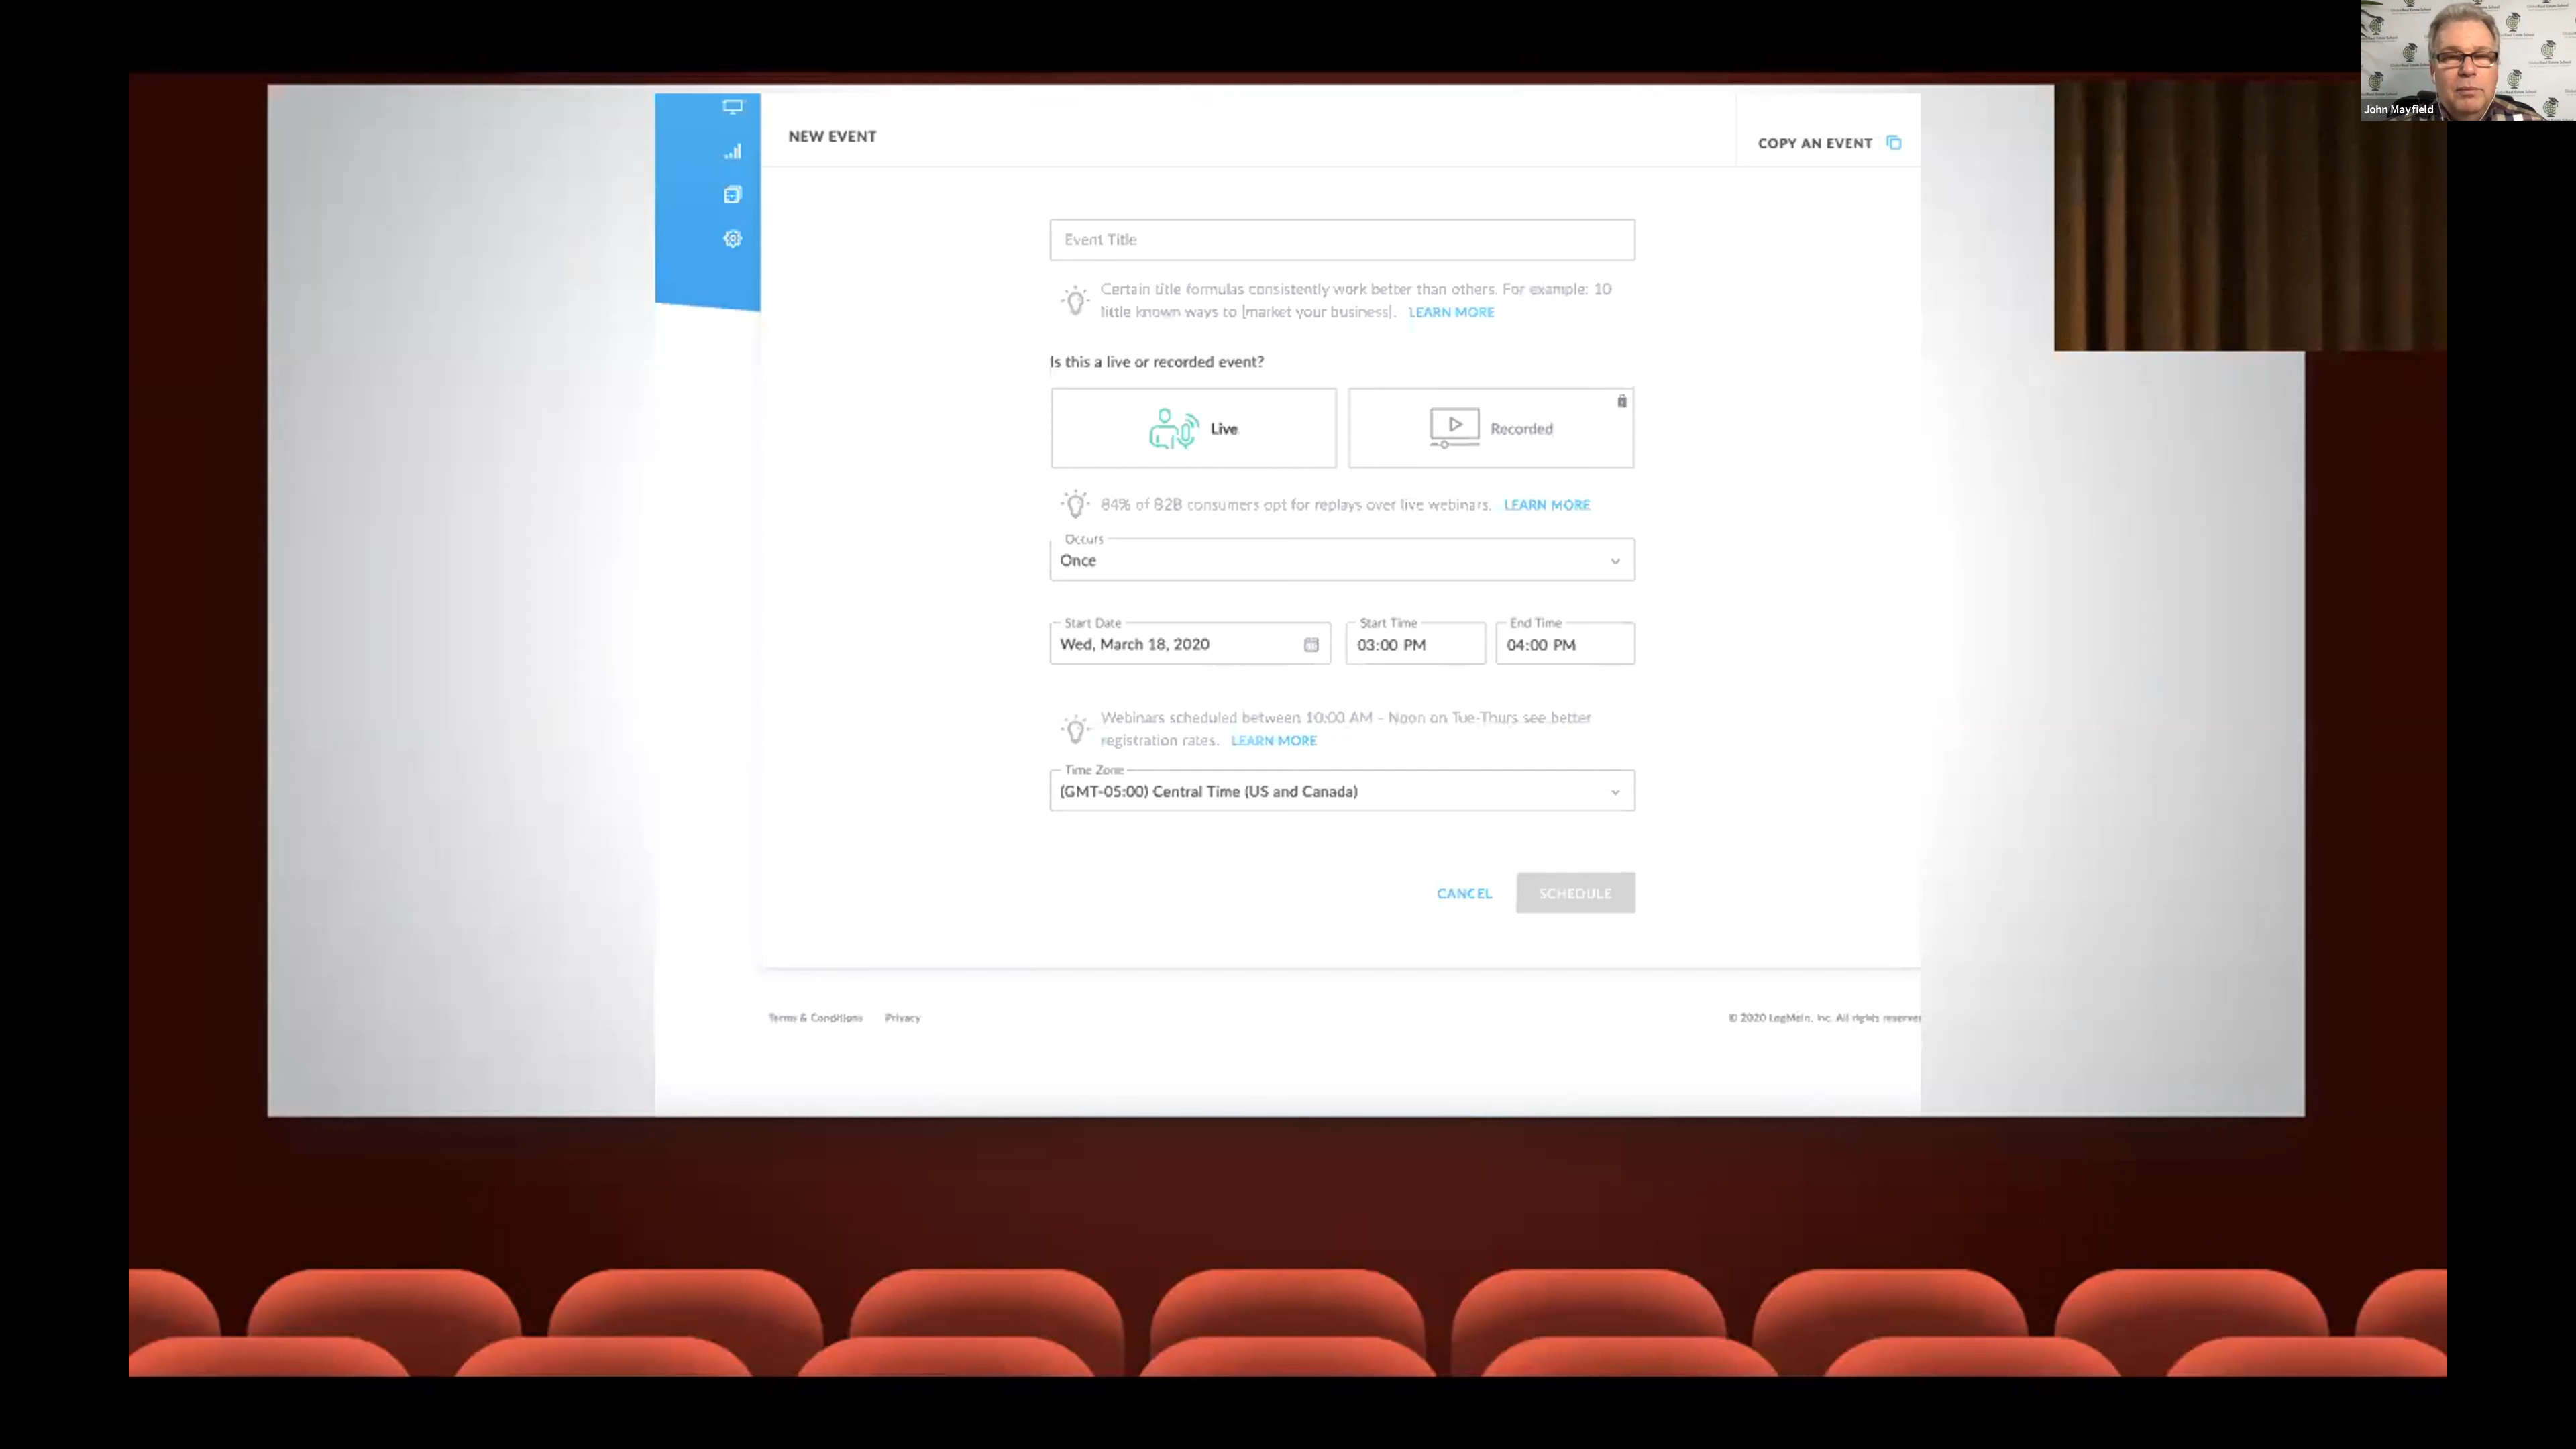 John Mayfield
NEW EVENT
COPY AN EVENT
Event Title
Certain title formulas consistently work better than others. For example: 10
little known ways to [market your business]. LEARN MORE
Is this a live or recorded event?
Live
Recorded
84% of B2B consumers opt for replays over live webinars. LEARN MORE
Occurs
Once
Start Date
Start Time
End Time
Wed, March 18, 2020
03:00 PM
04:00 PM
Webinars scheduled between 10:00 AM - Noon on Tue-Thurs see better
registration rates. LEARN MORE
Time Zone
(GMT-05:00) Central Time (US and Canada)
CANCEL
SCHEDULE
Terms & Conditions
Privacy
© 2020 LogMeIn, Inc. All rights reserved